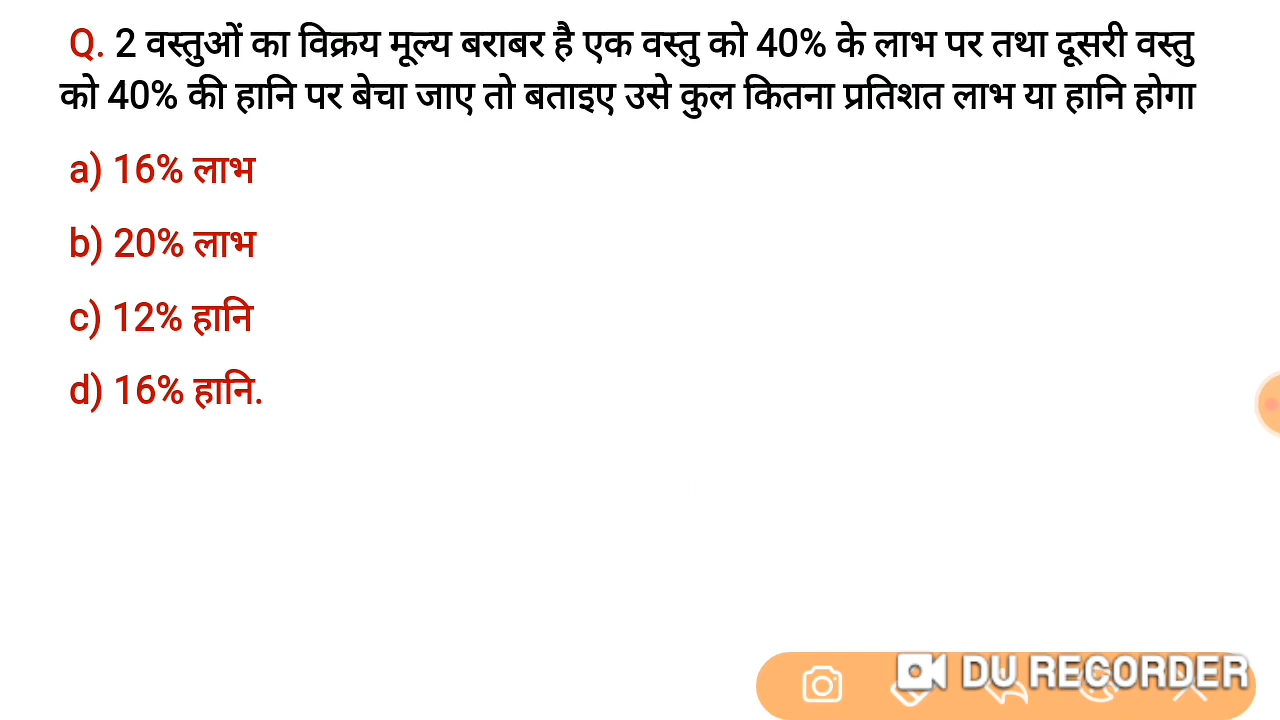 Q. 2 वस्तुओं का विक्रय मूल्य बराबर है एक वस्तु को 40% के लाभ पर तथा दूसरी वस्तु
को 40% की हानि पर बेचा जाए तो बताइए उसे कुल कितना प्रतिशत लाभ या हानि होगा
a) 16% लाभ
b) 20% लाभ
c) 12% हानि
d) 16% हानि.
DU RECORDER